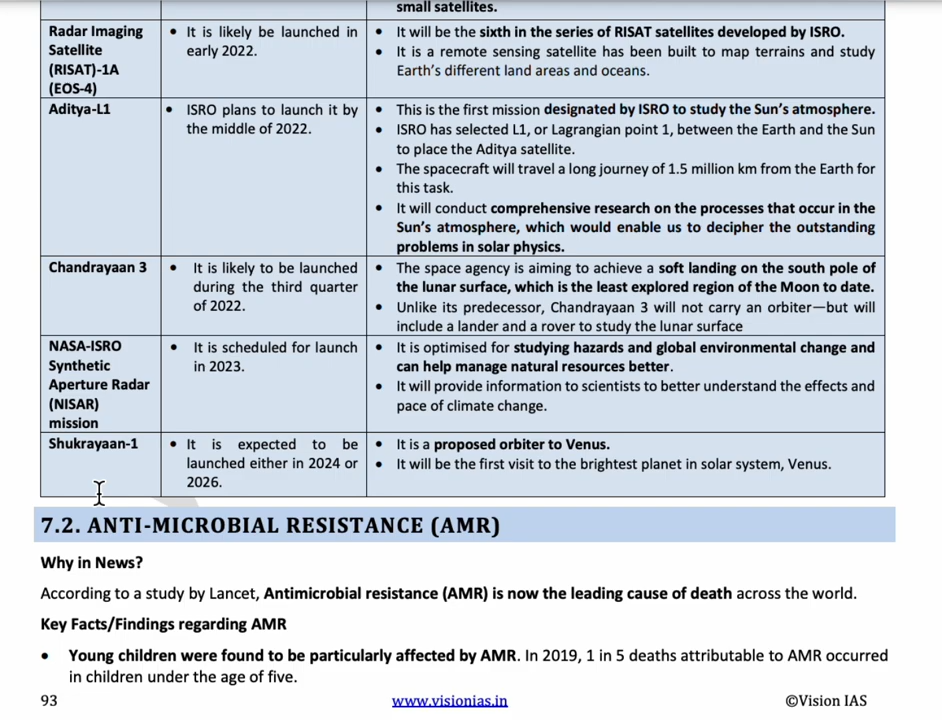 small satellites.
Radar Imaging
Satellite
(RISAT)-1A
(EOS-4)
• It is likely be launched in
early 2022.
• It will be the sixth in the series of RISAT satellites developed by ISRO.
• It is a remote sensing satellite has been built to map terrains and study
Earth's different land areas and oceans.
Aditya-L1
• ISRO plans to launch it by
the middle of 2022.
• This is the first mission designated by ISRO to study the Sun's atmosphere.
• ISRO has selected L1, or Lagrangian point 1, between the Earth and the Sun
to place the Aditya satellite.
• The spacecraft will travel a long journey of 1.5 million km from the Earth for
this task.
• It will conduct comprehensive research on the processes that occur in the
Sun's atmosphere, which would enable us to decipher the outstanding
problems in solar physics.
Chandrayaan 3
• It is likely to be launched
during the third quarter
of 2022.
• The space agency is aiming to achieve a soft landing on the south pole of
the lunar surface, which is the least explored region of the Moon to date.
• Unlike its predecessor, Chandrayaan 3 will not carry an orbiter—but will
include a lander and a rover to study the lunar surface
NASA-ISRO
Synthetic
Aperture Radar
(NISAR)
mission
• It is scheduled for launch
in 2023.
• It is optimised for studying hazards and global environmental change and
can help manage natural resources better.
• It will provide information to scientists to better understand the effects and
pace of climate change.
Shukrayaan-1
• It is expected to be
launched either in 2024 or
2026.
• It is a proposed orbiter to Venus.
• It will be the first visit to the brightest planet in solar system, Venus.
7.2. ANTI-MICROBIAL RESISTANCE (AMR)
Why in News?
According to a study by Lancet, Antimicrobial resistance (AMR) is now the leading cause of death across the world.
Key Facts/Findings regarding AMR
• Young children were found to be particularly affected by AMR. In 2019, 1 in 5 deaths attributable to AMR occurred
in children under the age of five.
93 www.visionias.in ©Vision IAS